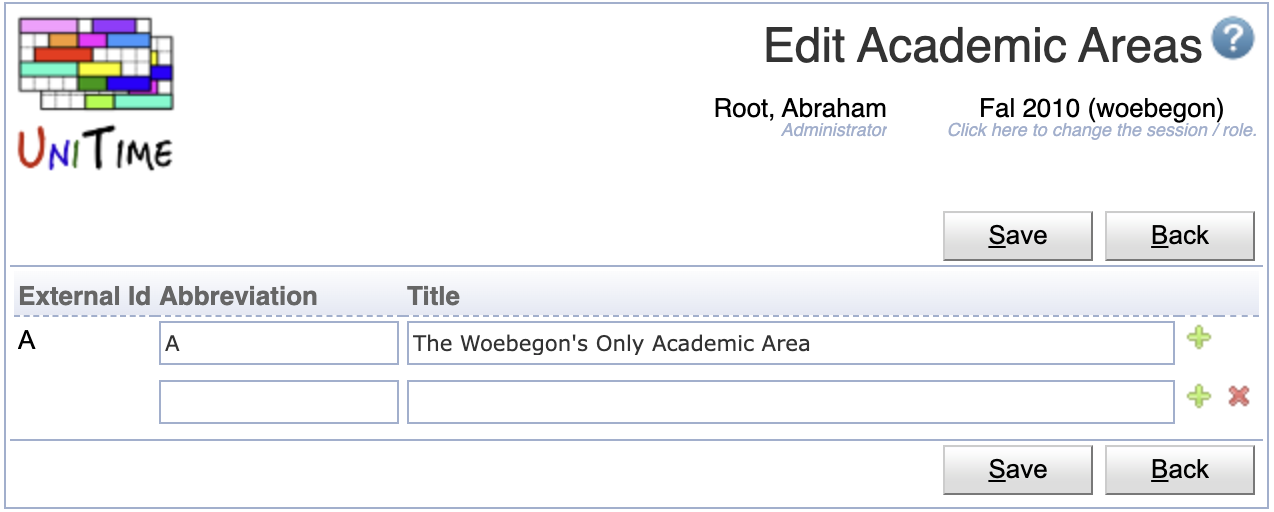 Edit Academic Areas ?
Root, Abraham Fal 2010 (woebegon)
Administrator Click here to change the session / role.
UNITIME
Save Back
External Id Abbreviation Title
A A The Woebegon's Only Academic Area
Save Back